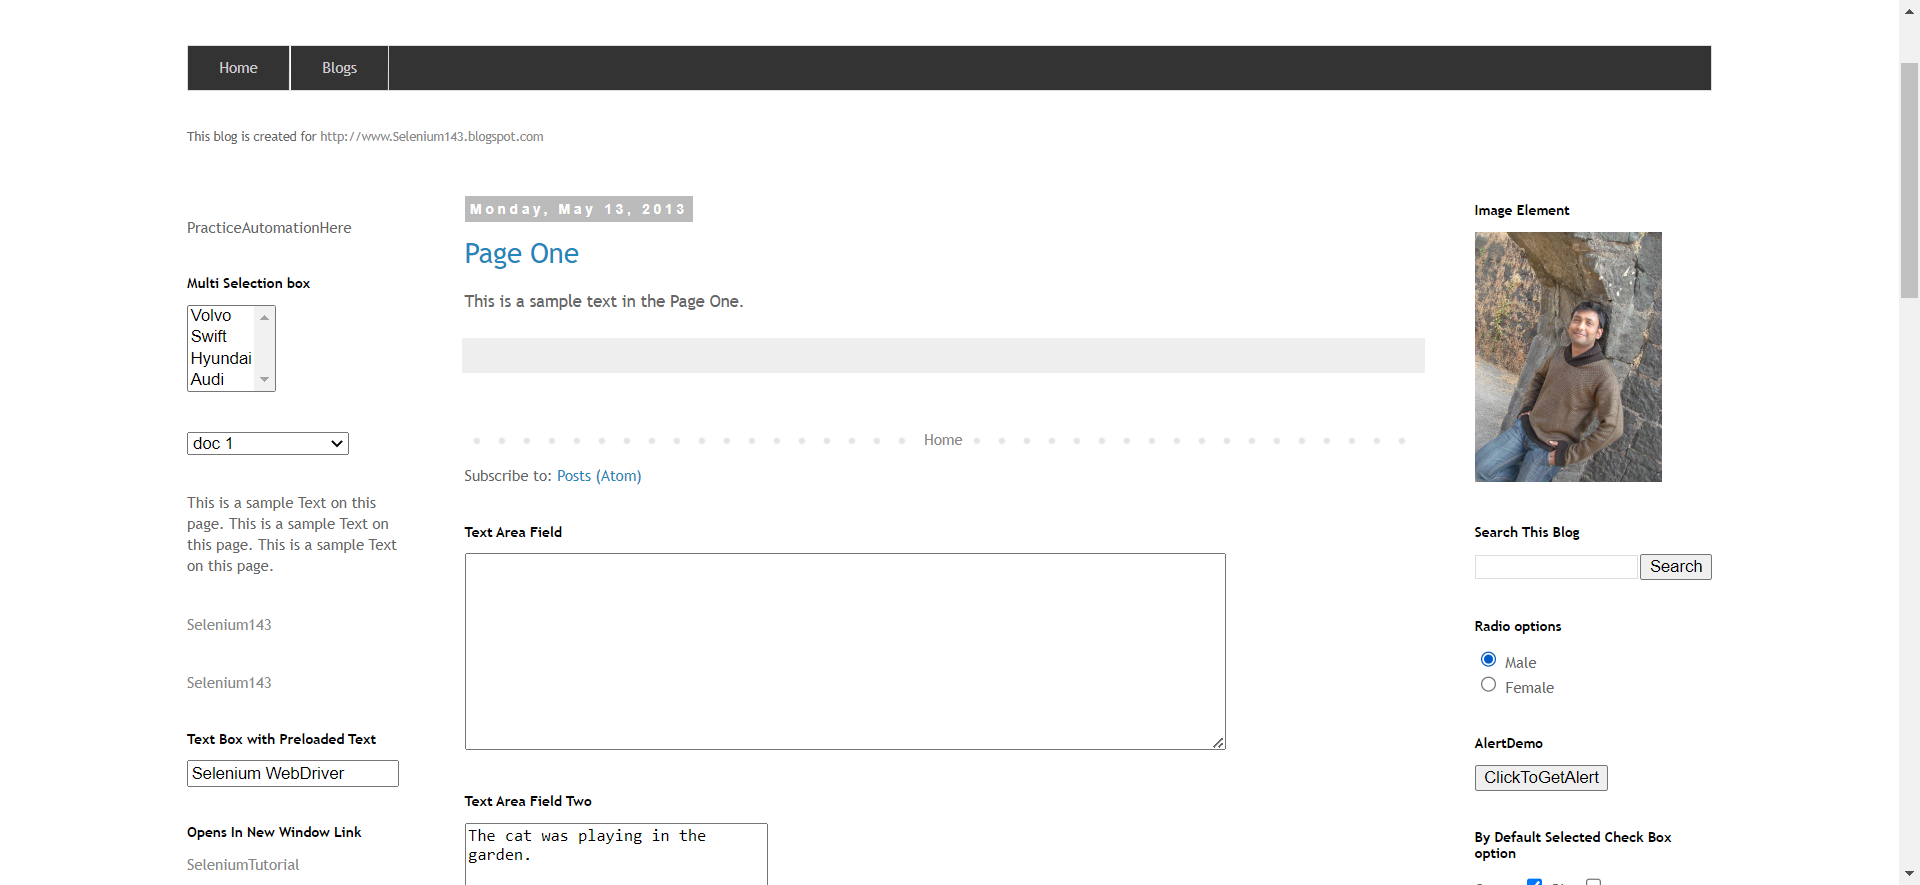 Home
Blogs
This blog is created for http://www.Selenium143.blogspot.com
PracticeAutomationHere
Multi Selection box
Volvo
Swift
Hyundai
Audi
doc 1
This is a sample Text on this
page. This is a sample Text on
this page. This is a sample Text
on this page.
Selenium143
Selenium143
Text Box with Preloaded Text
Selenium WebDriver
Opens In New Window Link
SeleniumTutorial
Monday, May 13, 2013
Page One
This is a sample text in the Page One.
Home
Subscribe to: Posts (Atom)
Text Area Field
Text Area Field Two
The cat was playing in the
garden.
Image Element
Search This Blog
Search
Radio options
Male
Female
AlertDemo
ClickToGetAlert
By Default Selected Check Box
option